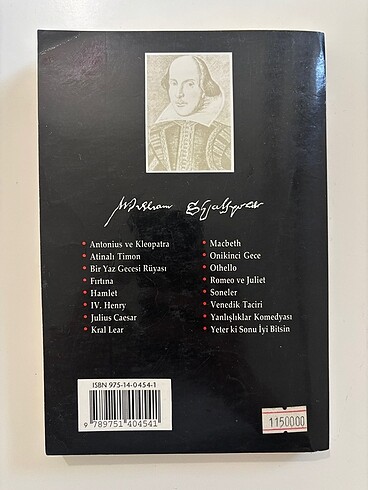 William Shakspeare
• Antonius ve Kleopatra
• Atinalı Timon
• Bir Yaz Gecesi Rüyası
• Fırtına
• Hamlet
• IV. Henry
• Julius Caesar
• Kral Lear
• Macbeth
• Onikinci Gece
• Othello
• Romeo ve Juliet
• Soneler
• Venedik Taciri
• Yanlışlıklar Komedyası
• Yeter ki Sonu İyi Bitsin
ISBN 975-14-0454-1
9 789751 404541
1150000